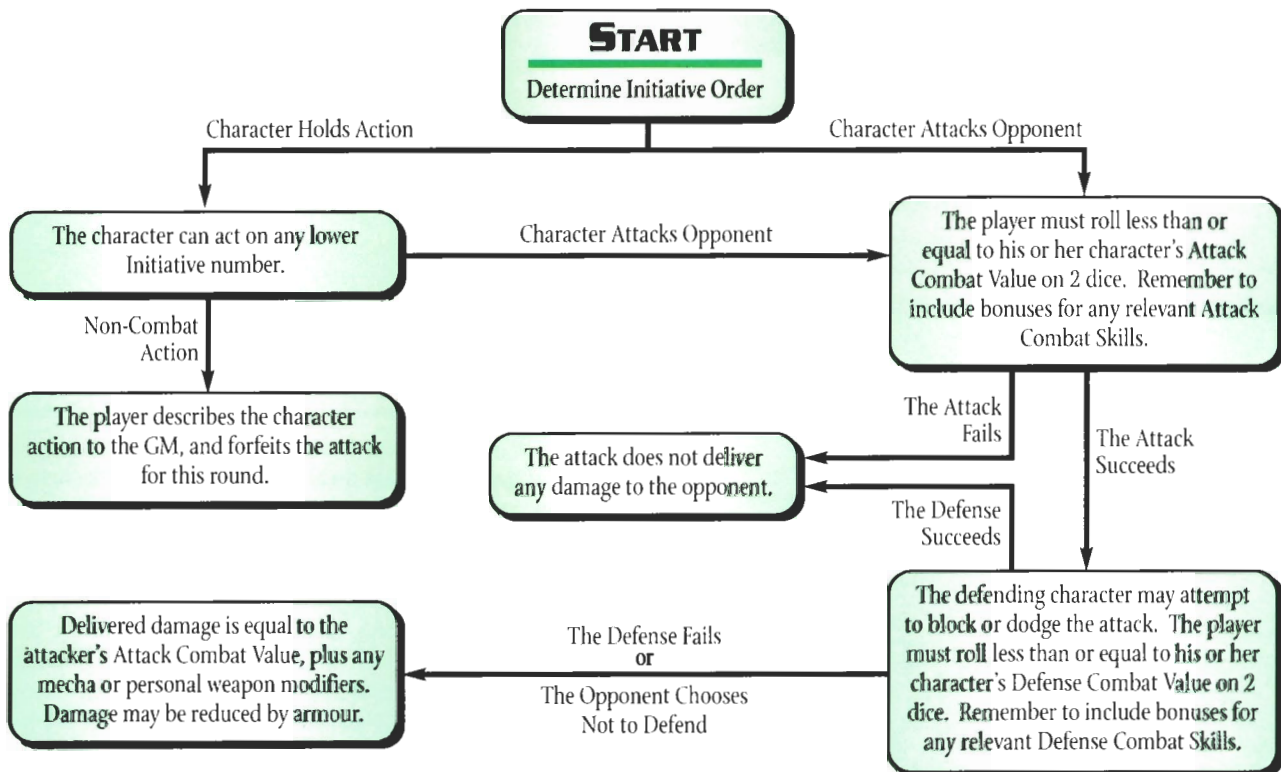 START
Determine Initiative Order
Character Holds Action
Character Attacks Opponent
The character can act on any lower
Initiative number.
Character Attacks Opponent
The player must roll less than or
equal to his or her character's Attack
Combat Value on 2 dice. Remember to
include bonuses for any relevant Attack
Combat Skills.
Non-Combat
Action
The player describes the character
action to the GM, and forfeits the attack
for this round.
The Attack
Fails
The Attack
Succeeds
The attack does not deliver
any damage to the opponent.
The Defense
Succeeds
The defending character may attempt
to block or dodge the attack. The player
must roll less than or equal to his or her
character's Defense Combat Value on 2
dice. Remember to include bonuses for
any relevant Defense Combat Skills.
The Defense Fails
or
The Opponent Chooses
Not to Defend
Delivered damage is equal to the
attacker's Attack Combat Value, plus any
mecha or personal weapon modifiers.
Damage may be reduced by armour.